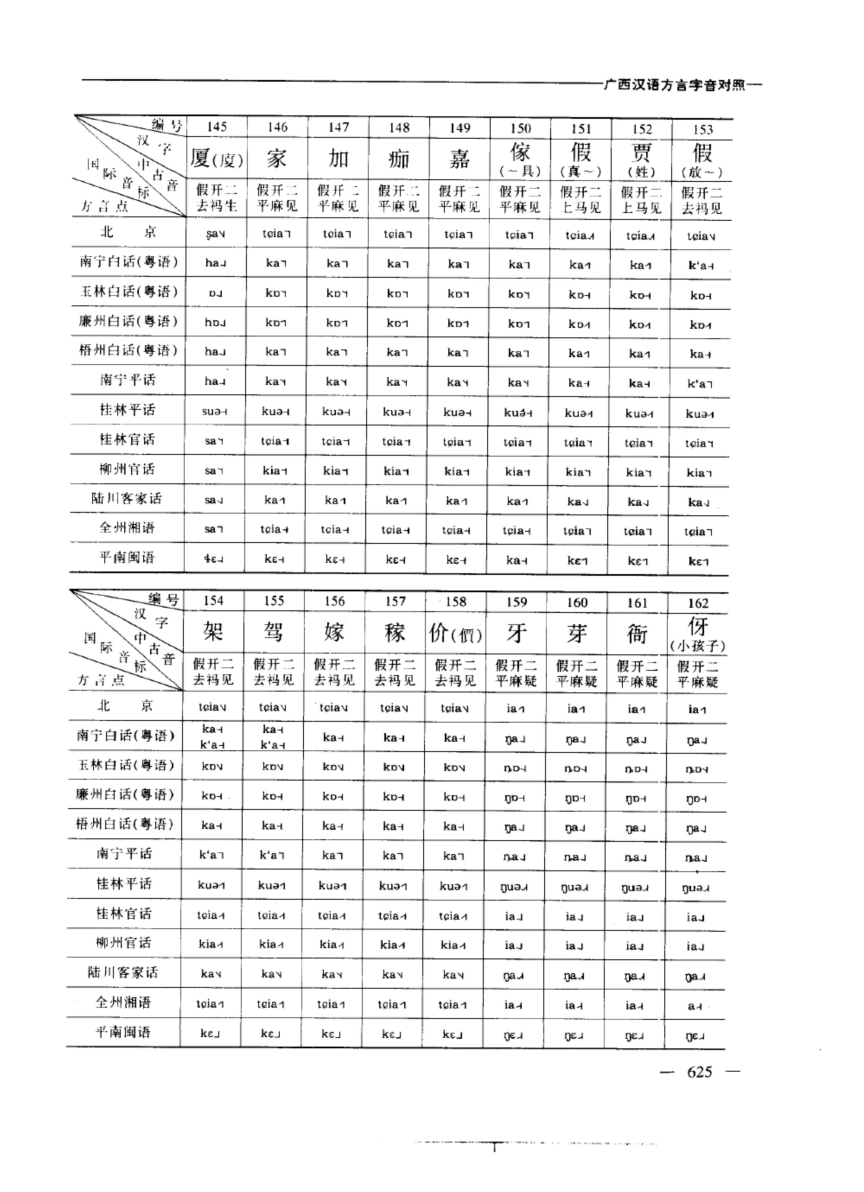 广西汉语方言字音对照
编号 145 146 147 148 149 150 151 152 153
汉字 厦(廈) 家 加 痂 嘉 傢(~具) 假(真~) 贾(姓) 假(放~)
国际音标 中古音 假开二去祃生 假开二平麻见 假开二平麻见 假开二平麻见 假开二平麻见 假开二平麻见 假开二上马见 假开二上马见 假开二去祃见
方言点
北京 ʂa tɕia tɕia tɕia tɕia tɕia tɕia tɕia tɕia
南宁白话(粤语) ha ka ka ka ka ka ka ka kʻa
玉林白话(粤语) ɒ kɒ kɒ kɒ kɒ kɒ kɒ kɒ kɒ
廉州白话(粤语) hɒ kɒ kɒ kɒ kɒ kɒ kɒ kɒ kɒ
梧州白话(粤语) ha ka ka ka ka ka ka ka ka
南宁平话 ha ka ka ka ka ka ka ka kʻa
桂林平话 suə kuə kuə kuə kuə kuə kuə kuə kuə
桂林官话 sa tɕia tɕia tɕia tɕia tɕia tɕia tɕia tɕia
柳州官话 sa kia kia kia kia kia kia kia kia
陆川客家话 sa ka ka ka ka ka ka ka ka
全州湘语 sa tɕia tɕia tɕia tɕia tɕia tɕia tɕia tɕia
平南闽语 ɬɛ kɛ kɛ kɛ kɛ ka kɛ kɛ kɛ
编号 154 155 156 157 158 159 160 161 162
汉字 架 驾 嫁 稼 价(價) 牙 芽 衙 伢(小孩子)
国际音标 中古音 假开二去祃见 假开二去祃见 假开二去祃见 假开二去祃见 假开二去祃见 假开二平麻疑 假开二平麻疑 假开二平麻疑 假开二平麻疑
方言点
北京 tɕia tɕia tɕia tɕia tɕia ia ia ia ia
南宁白话(粤语) ka kʻa ka kʻa ka ka ka ŋa ŋa ŋa ŋa
玉林白话(粤语) kɒ kɒ kɒ kɒ kɒ ȵɒ ȵɒ ȵɒ ȵɒ
廉州白话(粤语) kɒ kɒ kɒ kɒ kɒ ŋɒ ŋɒ ŋɒ ŋɒ
梧州白话(粤语) ka ka ka ka ka ŋa ŋa ŋa ŋa
南宁平话 kʻa kʻa ka ka ka ȵa ȵa ȵa ȵa
桂林平话 kuə kuə kuə kuə kuə ŋuə ŋuə ŋuə ŋuə
桂林官话 tɕia tɕia tɕia tɕia tɕia ia ia ia ia
柳州官话 kia kia kia kia kia ia ia ia ia
陆川客家话 ka ka ka ka ka ŋa ŋa ŋa ŋa
全州湘语 tɕia tɕia tɕia tɕia tɕia ia ia ia a
平南闽语 kɛ kɛ kɛ kɛ kɛ ŋɛ ŋɛ ŋɛ ŋɛ
— 625 —